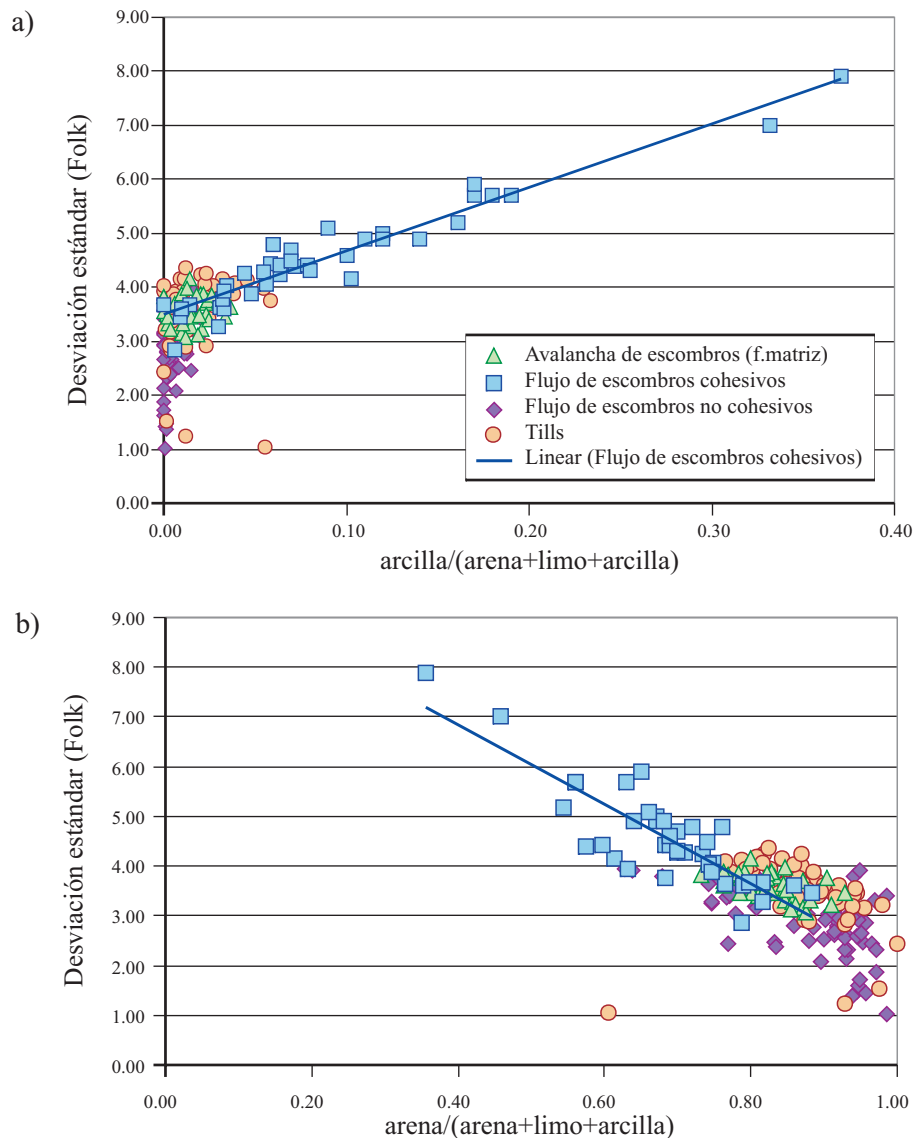 a)
Desviación estándar (Folk)
9.00
8.00
7.00
6.00
5.00
4.00
3.00
2.00
1.00
0.00
Avalancha de escombros (f.matriz)
Flujo de escombros cohesivos
Flujo de escombros no cohesivos
Tills
Linear (Flujo de escombros cohesivos)
0.00 0.10 0.20 0.30 0.40
arcilla/(arena+limo+arcilla)
b)
Desviación estándar (Folk)
9.00
8.00
7.00
6.00
5.00
4.00
3.00
2.00
1.00
0.00
0.00 0.20 0.40 0.60 0.80 1.00
arena/(arena+limo+arcilla)